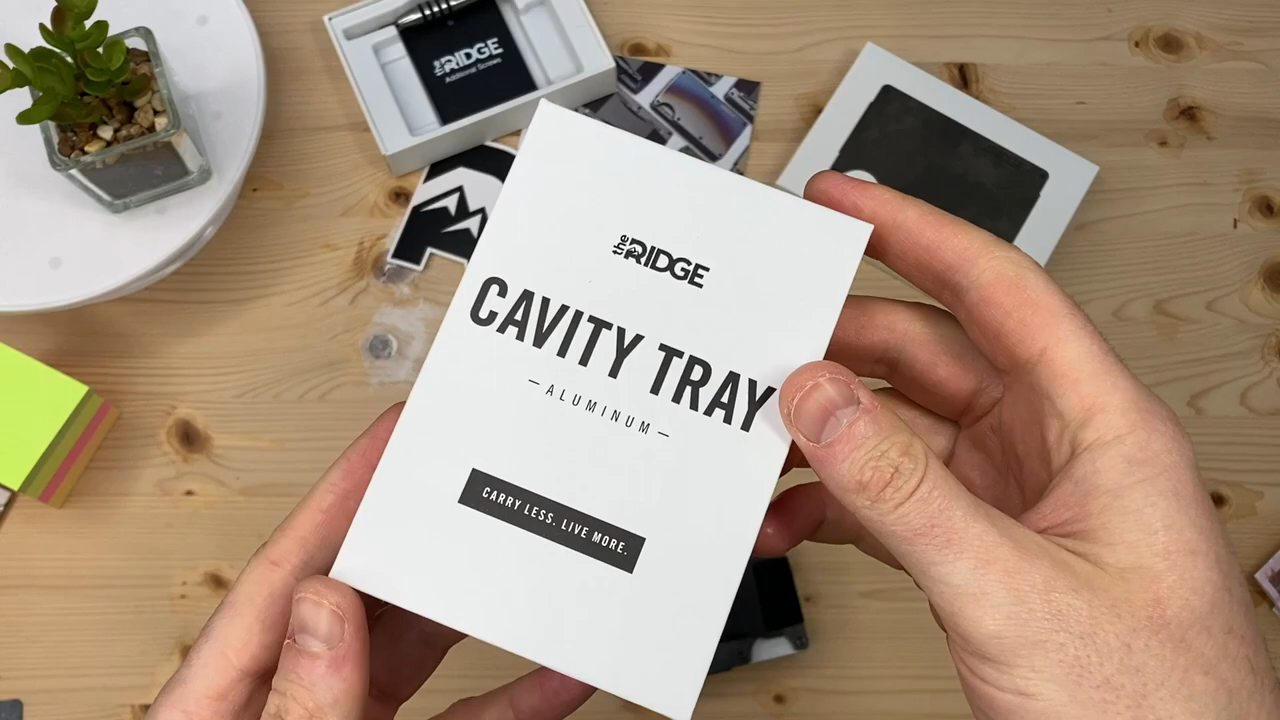 the RIDGE
Additional Screws
the RIDGE
CAVITY TRAY
— ALUMINUM —
CARRY LESS. LIVE MORE.